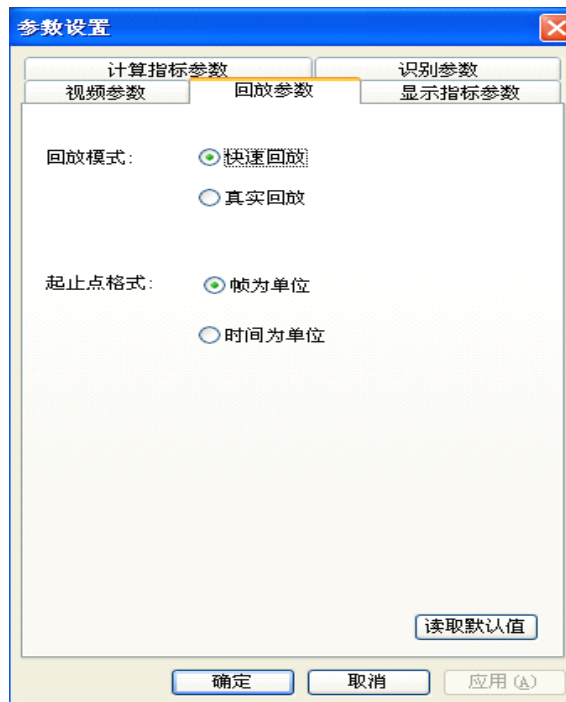 参数设置
计算指标参数 识别参数
视频参数 回放参数 显示指标参数
回放模式: 快速回放
真实回放
起止点格式: 帧为单位
时间为单位
读取默认值
确定 取消 应用(A)